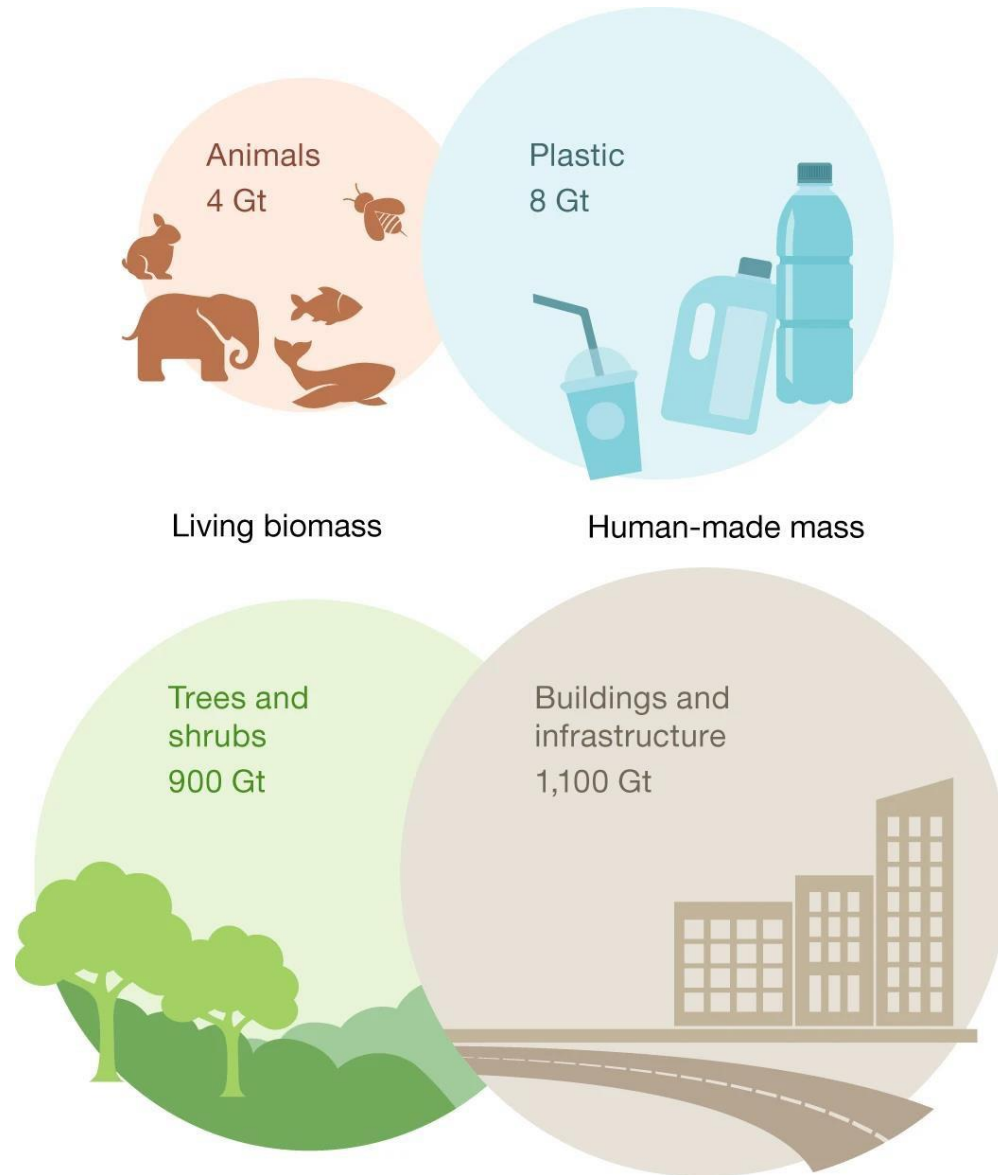 Animals
4 Gt
Plastic
8 Gt
Living biomass
Human-made mass
Trees and
shrubs
900 Gt
Buildings and
infrastructure
1,100 Gt